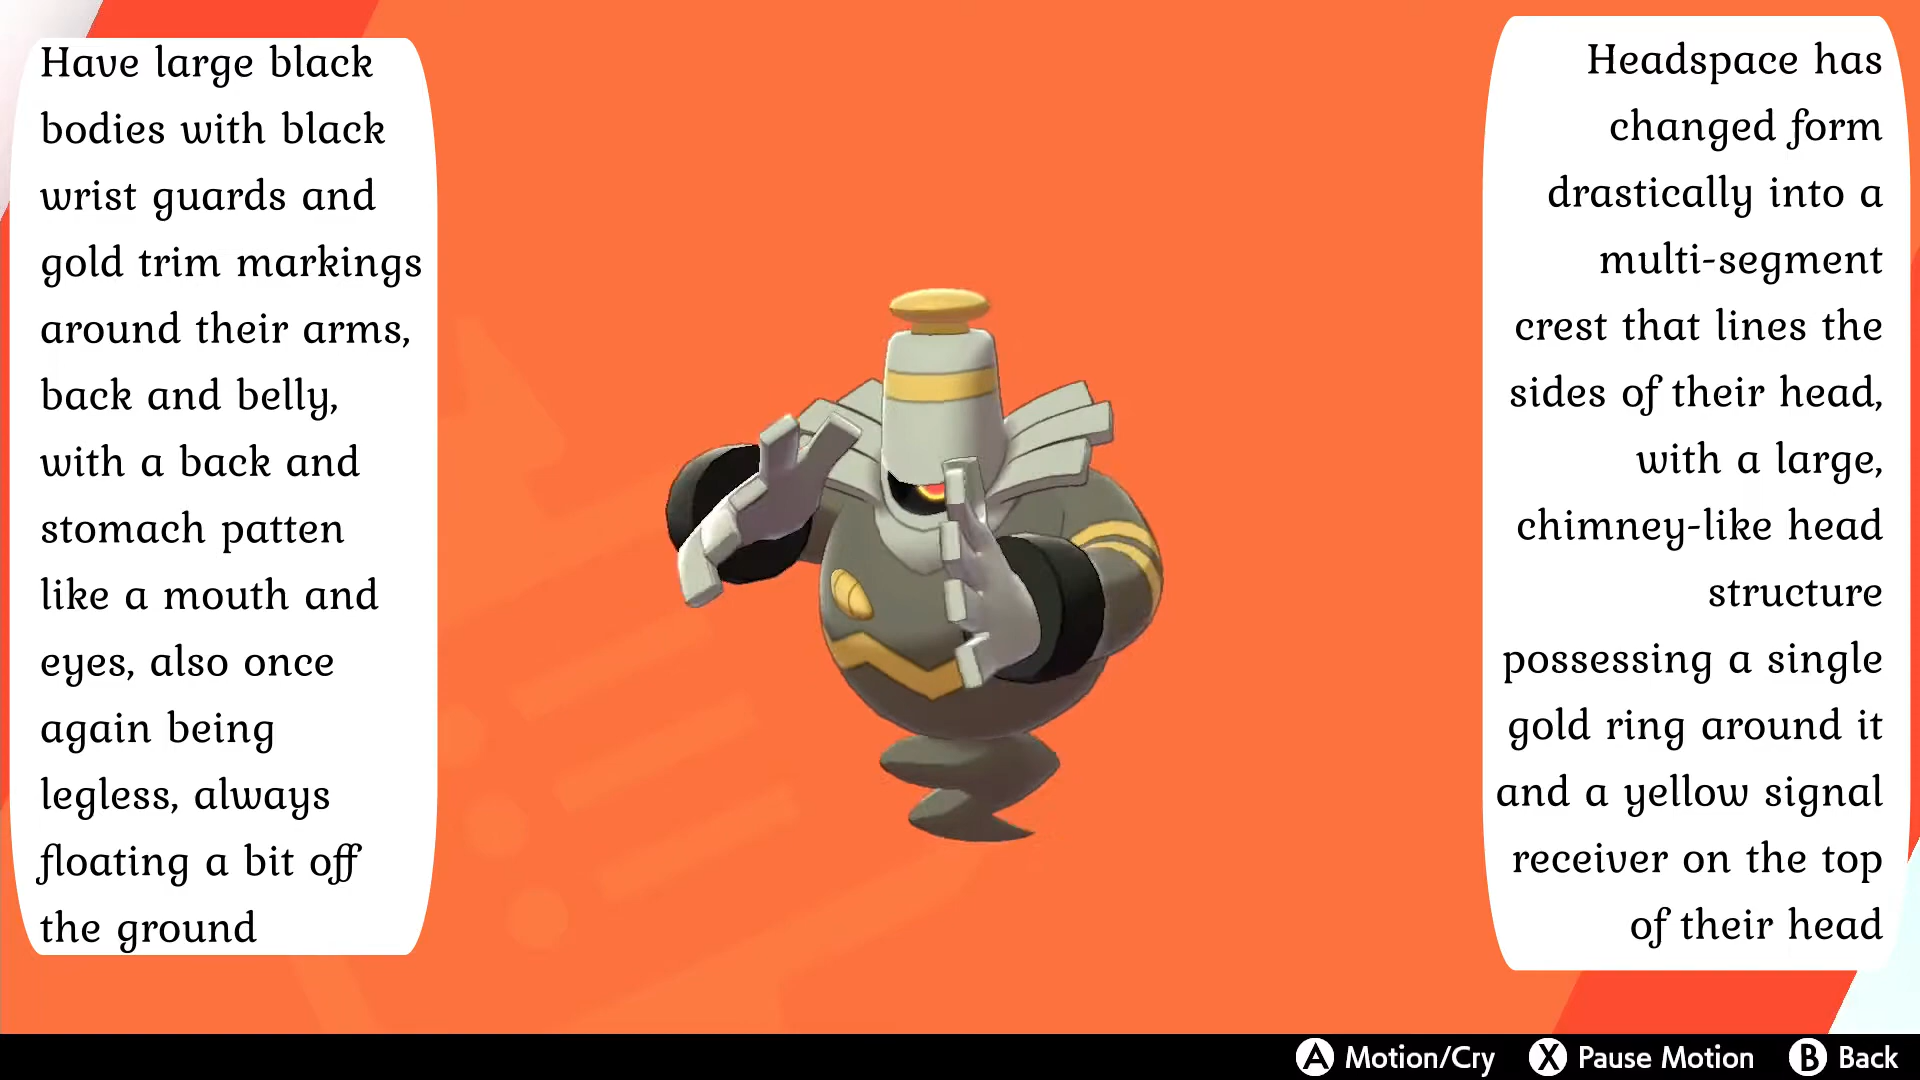 Have large black
bodies with black
wrist guards and
gold trim markings
around their arms,
back and belly,
with a back and
stomach patten
like a mouth and
eyes, also once
again being
legless, always
floating a bit off
the ground
Headspace has
changed form
drastically into a
multi-segment
crest that lines the
sides of their head,
with a large,
chimney-like head
structure
possessing a single
gold ring around it
and a yellow signal
receiver on the top
of their head
A Motion/Cry X Pause Motion B Back